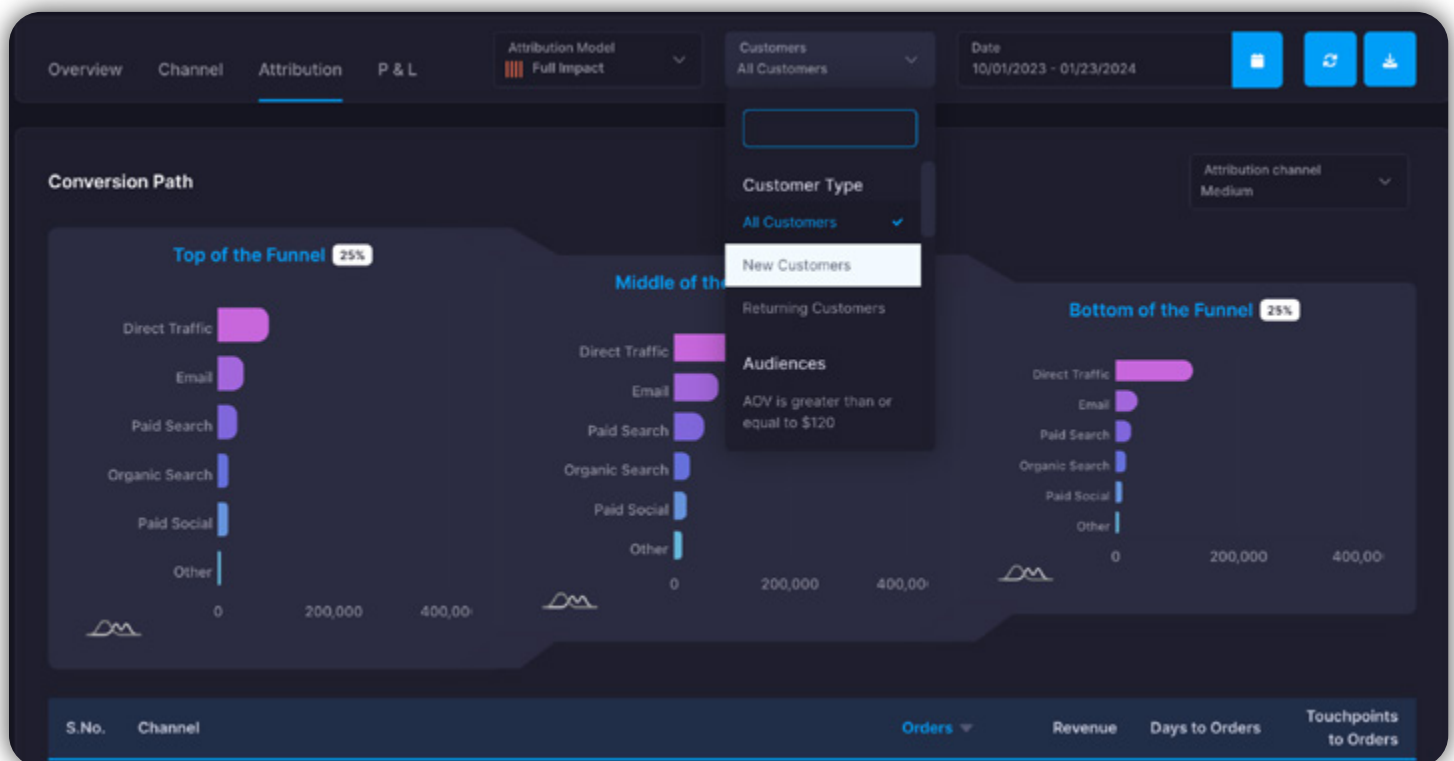 Overview Channel Attribution P & L
Attribution Model
Full Impact
Customers
All Customers
Date
10/01/2023 - 01/23/2024
Conversion Path
Customer Type
All Customers
New Customers
Returning Customers
Audiences
AOV is greater than or
equal to $120
Attribution channel
Medium
Top of the Funnel 25%
Direct Traffic
Email
Paid Search
Organic Search
Paid Social
Other
0 200,000 400,00
Middle of the
Direct Traffic
Email
Paid Search
Organic Search
Paid Social
Other
0 200,000 400,00
Bottom of the Funnel 25%
Direct Traffic
Email
Paid Search
Organic Search
Paid Social
Other
0 200,000 400,00
S.No. Channel Orders Revenue Days to Orders Touchpoints
to Orders